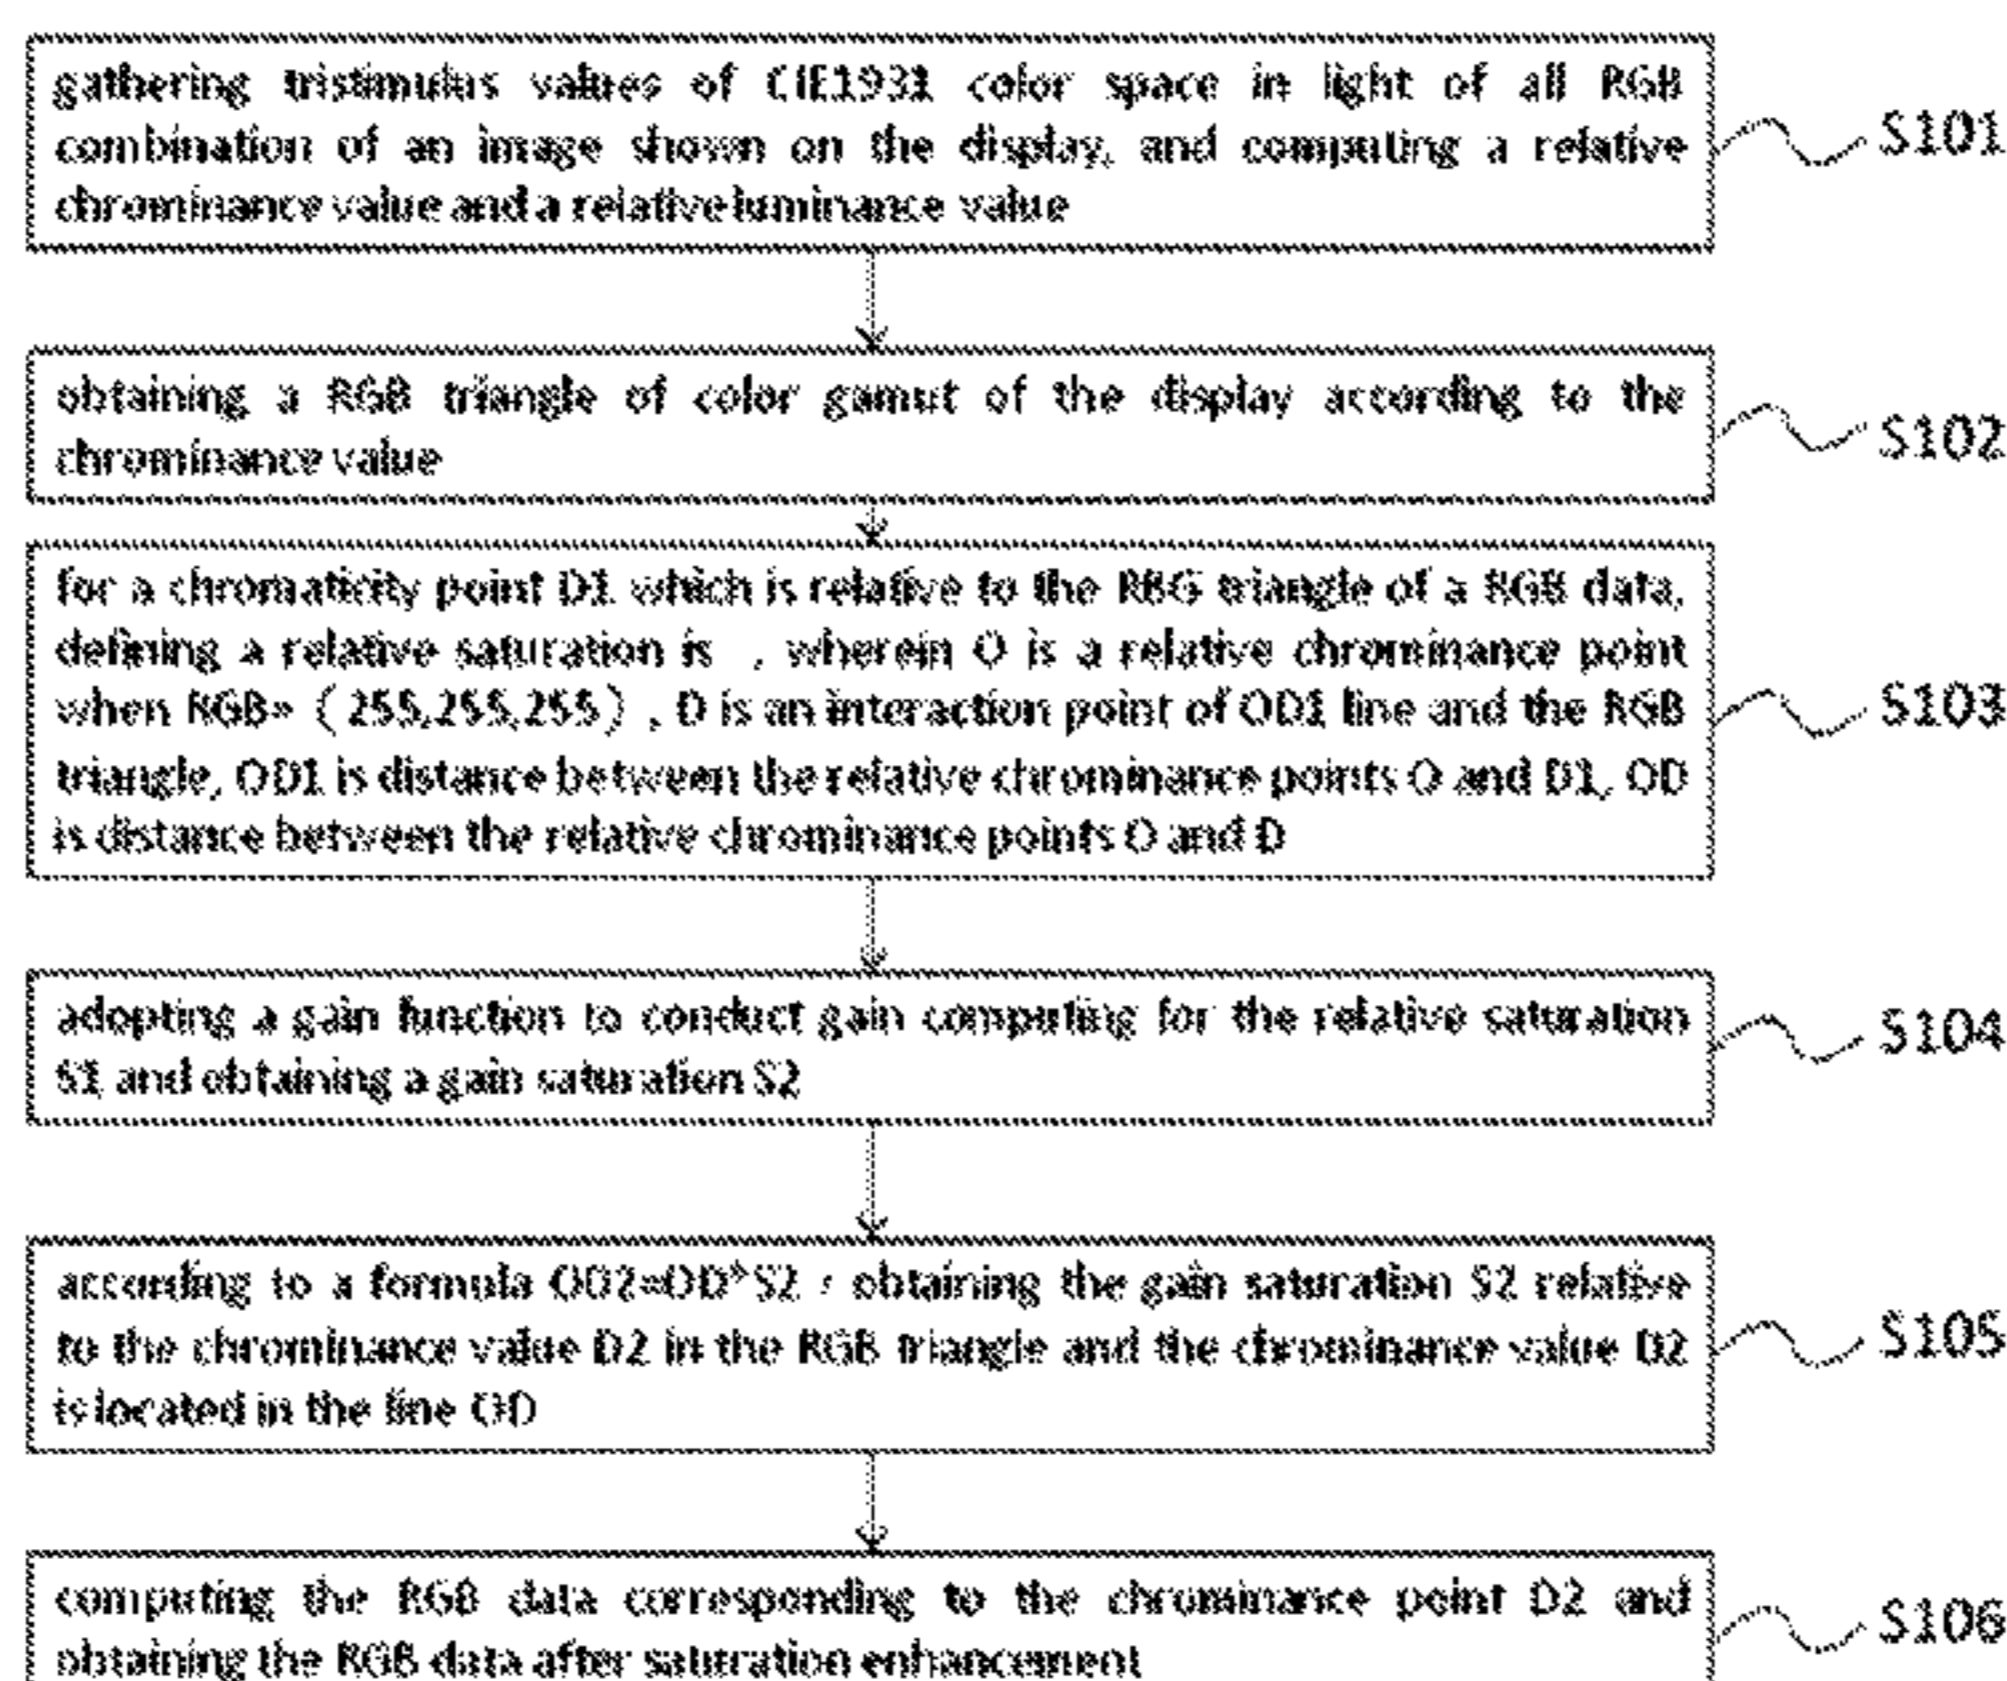 gathering tristimulus values of CIE1931 color space in light of all RGB
combination of an image shown on the display, and computing a relative
chrominance value and a relative luminance value
S101
obtaining a RGB triangle of color gamut of the display according to the
chrominance value
S102
for a chromaticity point D1 which is relative to the RBG triangle of a RGB data,
defining a relative saturation is , wherein O is a relative chrominance point
when RGB= (255,255,255) , D is an interaction point of OD1 line and the RGB
triangle, OD1 is distance between the relative chrominance points O and D1, OD
is distance between the relative chrominance points O and D
S103
adopting a gain function to conduct gain computing for the relative saturation
S1 and obtaining a gain saturation S2
S104
according to a formula OD2=OD*S2 , obtaining the gain saturation S2 relative
to the chrominance value D2 in the RGB triangle and the chrominance value D2
is located in the line OD
S105
computing the RGB data corresponding to the chrominance point D2 and
obtaining the RGB data after saturation enhancement
S106